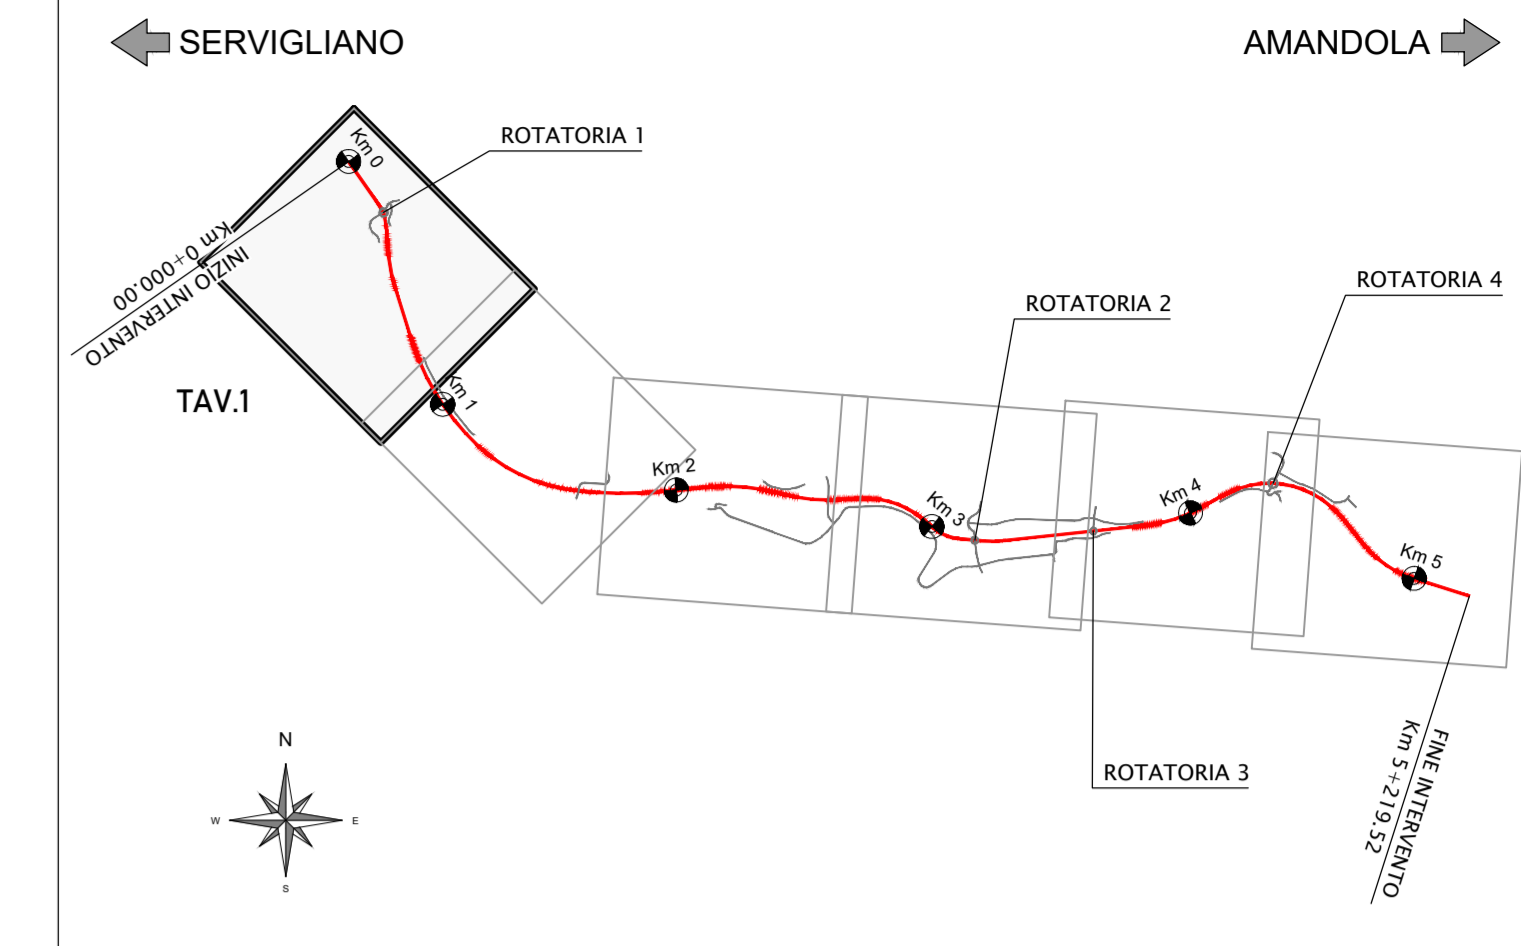 SERVIGLIANO
AMANDOLA
Km 0
ROTATORIA 1
Km 0+000.00
INIZIO INTERVENTO
TAV.1
Km 1
ROTATORIA 4
ROTATORIA 2
Km 2
Km 3
Km 4
Km 5
ROTATORIA 3
FINE INTERVENTO
Km 5+219.52
N
W
E
S